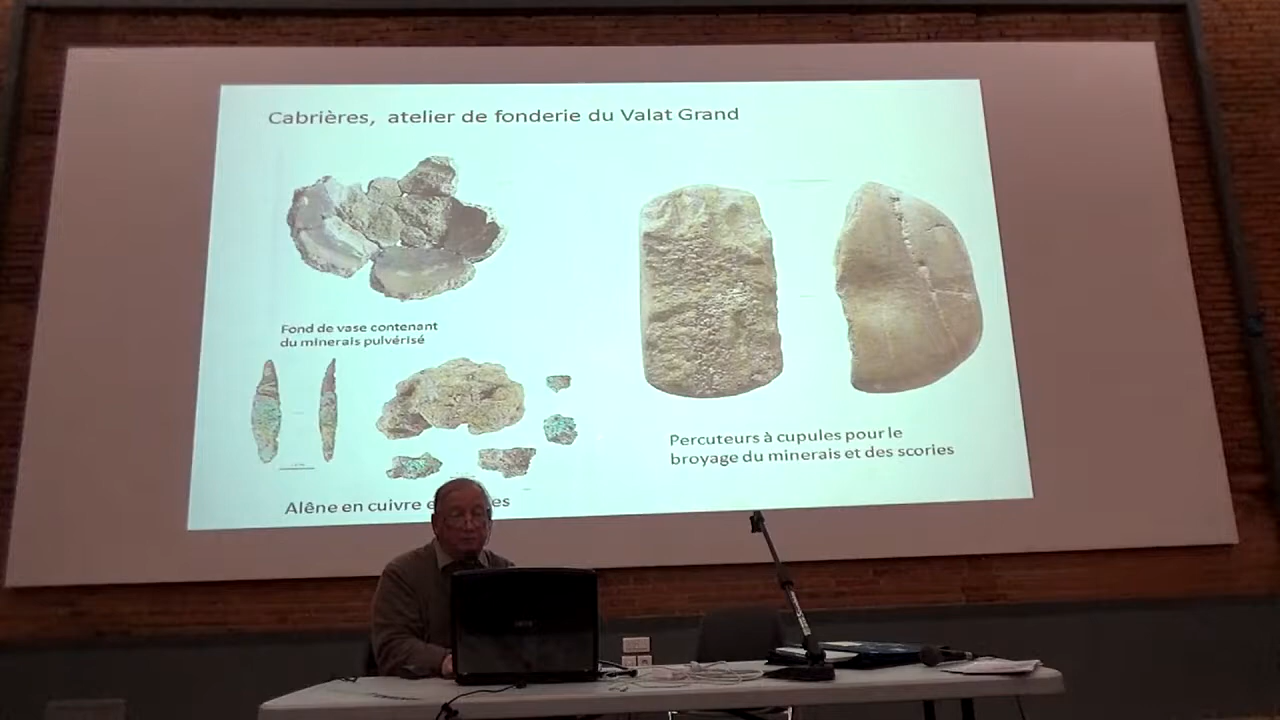 Cabrières, atelier de fonderie du Valat Grand
Fond de vase contenant
du minerais pulvérisé
Percuteurs à cupules pour le
broyage du minerais et des scories
Alêne en cuivre